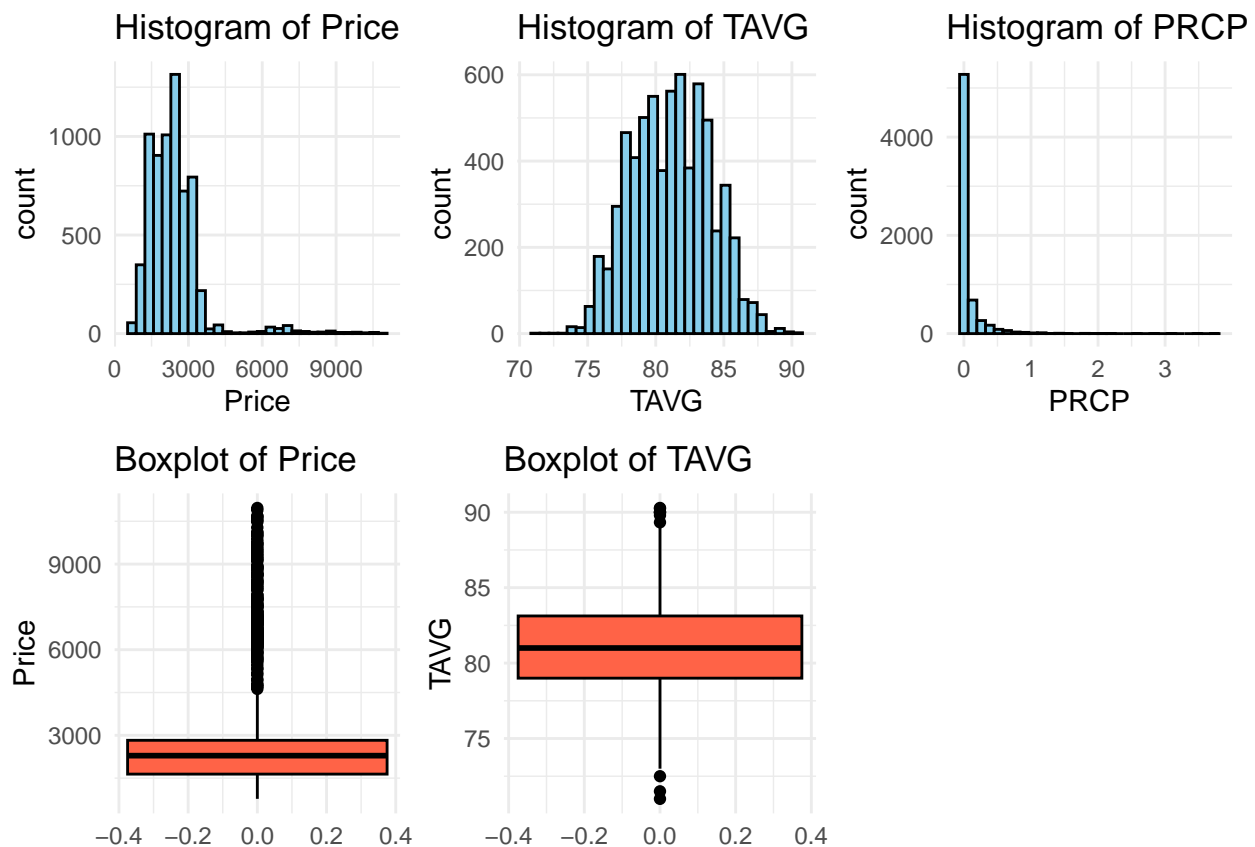 Histogram of Price
1000
500
0
count
0 3000 6000 9000
Price
Histogram of TAVG
600
400
200
0
count
70 75 80 85 90
TAVG
Histogram of PRCP
4000
2000
0
count
0 1 2 3
PRCP
Boxplot of Price
9000
6000
3000
Price
−0.4 −0.2 0.0 0.2 0.4
Boxplot of TAVG
90
85
80
75
TAVG
−0.4 −0.2 0.0 0.2 0.4